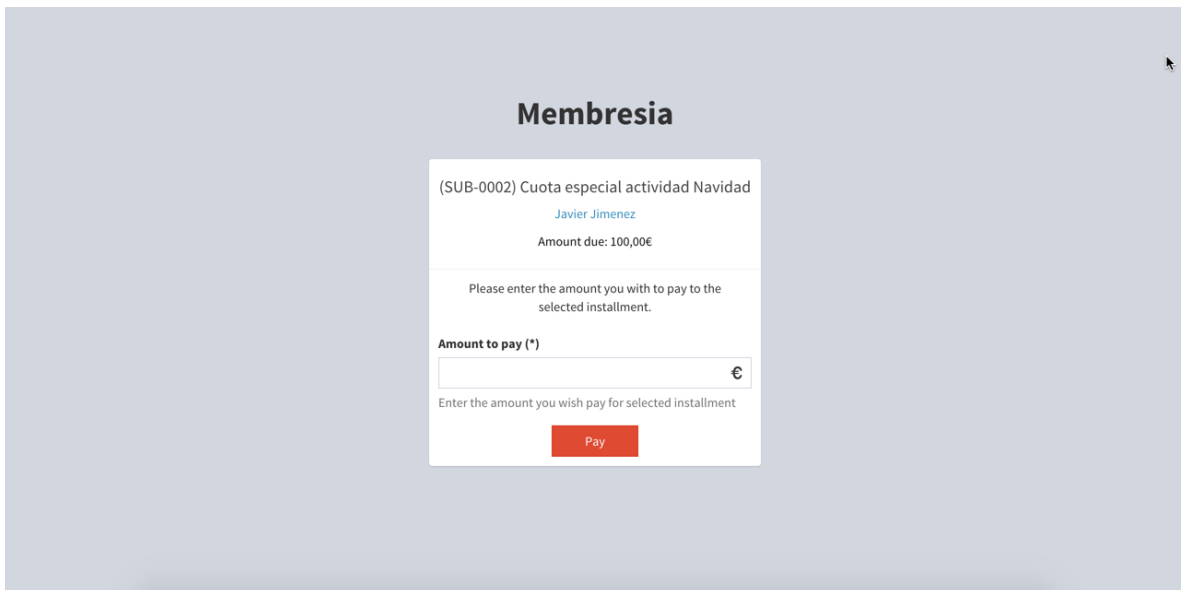 Membresia
(SUB-0002) Cuota especial actividad Navidad
Javier Jimenez
Amount due: 100,00€
Please enter the amount you with to pay to the
selected installment.
Amount to pay (*)
€
Enter the amount you wish pay for selected installment
Pay